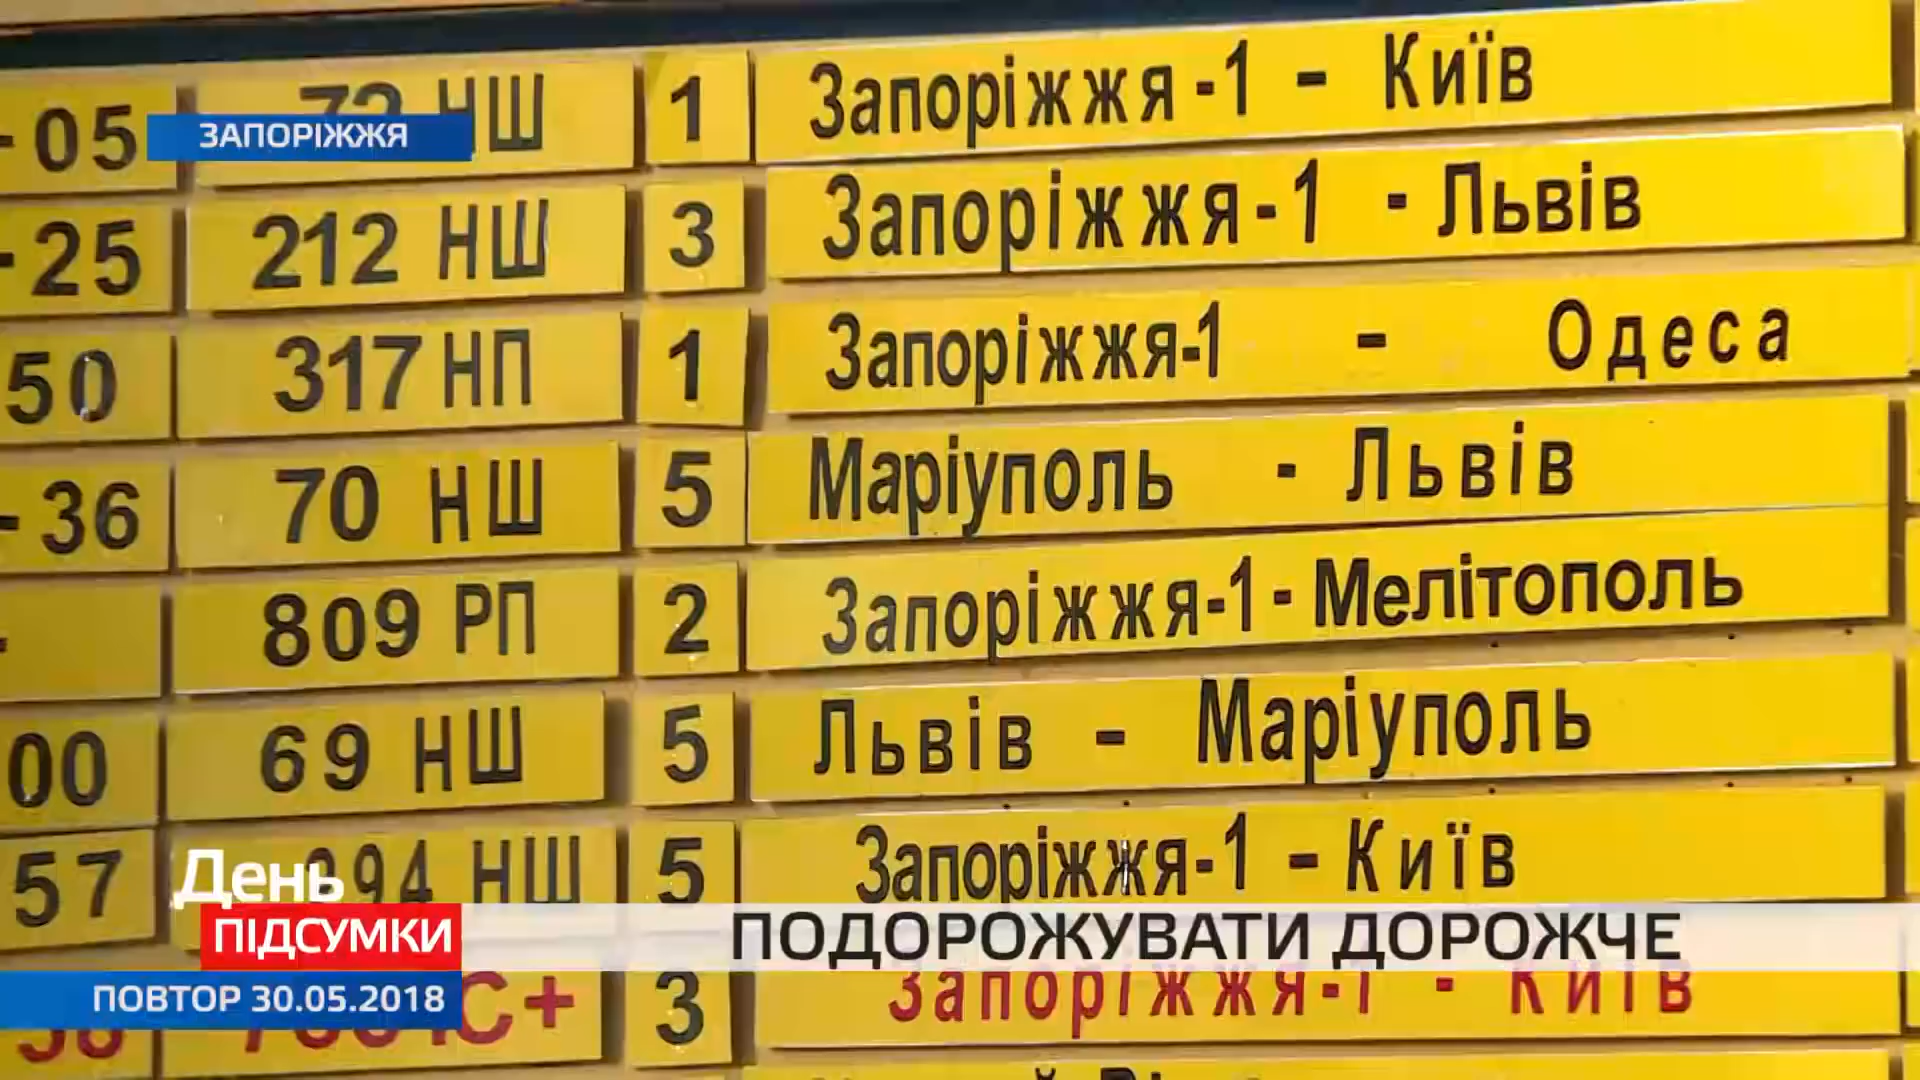 05 НШ 1 Запоріжжя-1 - Київ
ЗАПОРІЖЖЯ
-25 212 НШ 3 Запоріжжя-1 - Львів
50 317 НП 1 Запоріжжя-1 - Одеса
-36 70 НШ 5 Маріуполь - Львів
809 РП 2 Запоріжжя-1 - Мелітополь
00 69 НШ 5 Львів - Маріуполь
57 НШ 5 Запоріжжя-1 - Київ
День
ПІДСУМКИ
ПОДОРОЖУВАТИ ДОРОЖЧЕ
ПОВТОР 30.05.2018
3 Запоріжжя-1 - Київ